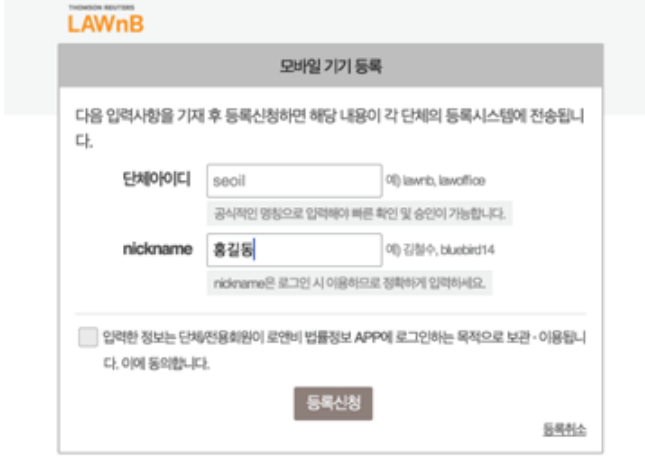 THOMSON REUTERS
LAWnB
모바일 기기 등록
다음 입력사항을 기재 후 등록신청하면 해당 내용이 각 단체의 등록시스템에 전송됩니
다.
단체아이디 seoil 예) lawnb, lawoffice
공식적인 명칭으로 입력해야 빠른 확인 및 승인이 가능합니다.
nickname 홍길동 예) 김철수, bluebird14
nickname은 로그인 시 이용하므로 정확하게 입력하세요.
입력한 정보는 단체/전용회원이 로앤비 법률정보 APP에 로그인하는 목적으로 보관·이용됩니
다. 이에 동의합니다.
등록신청
등록취소